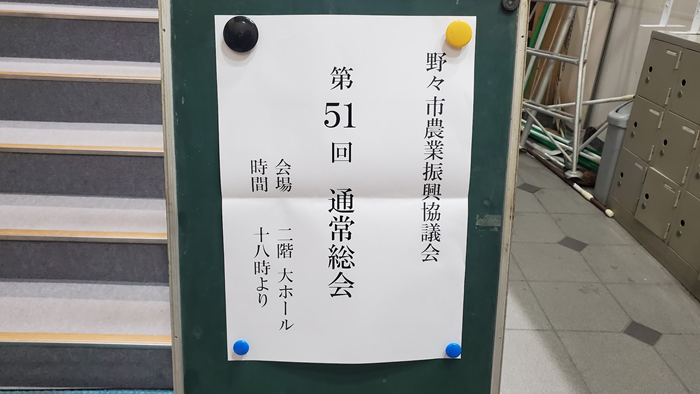 野々市農業振興協議会
第51回 通常総会
会場 二階 大ホール
時間 十八時より